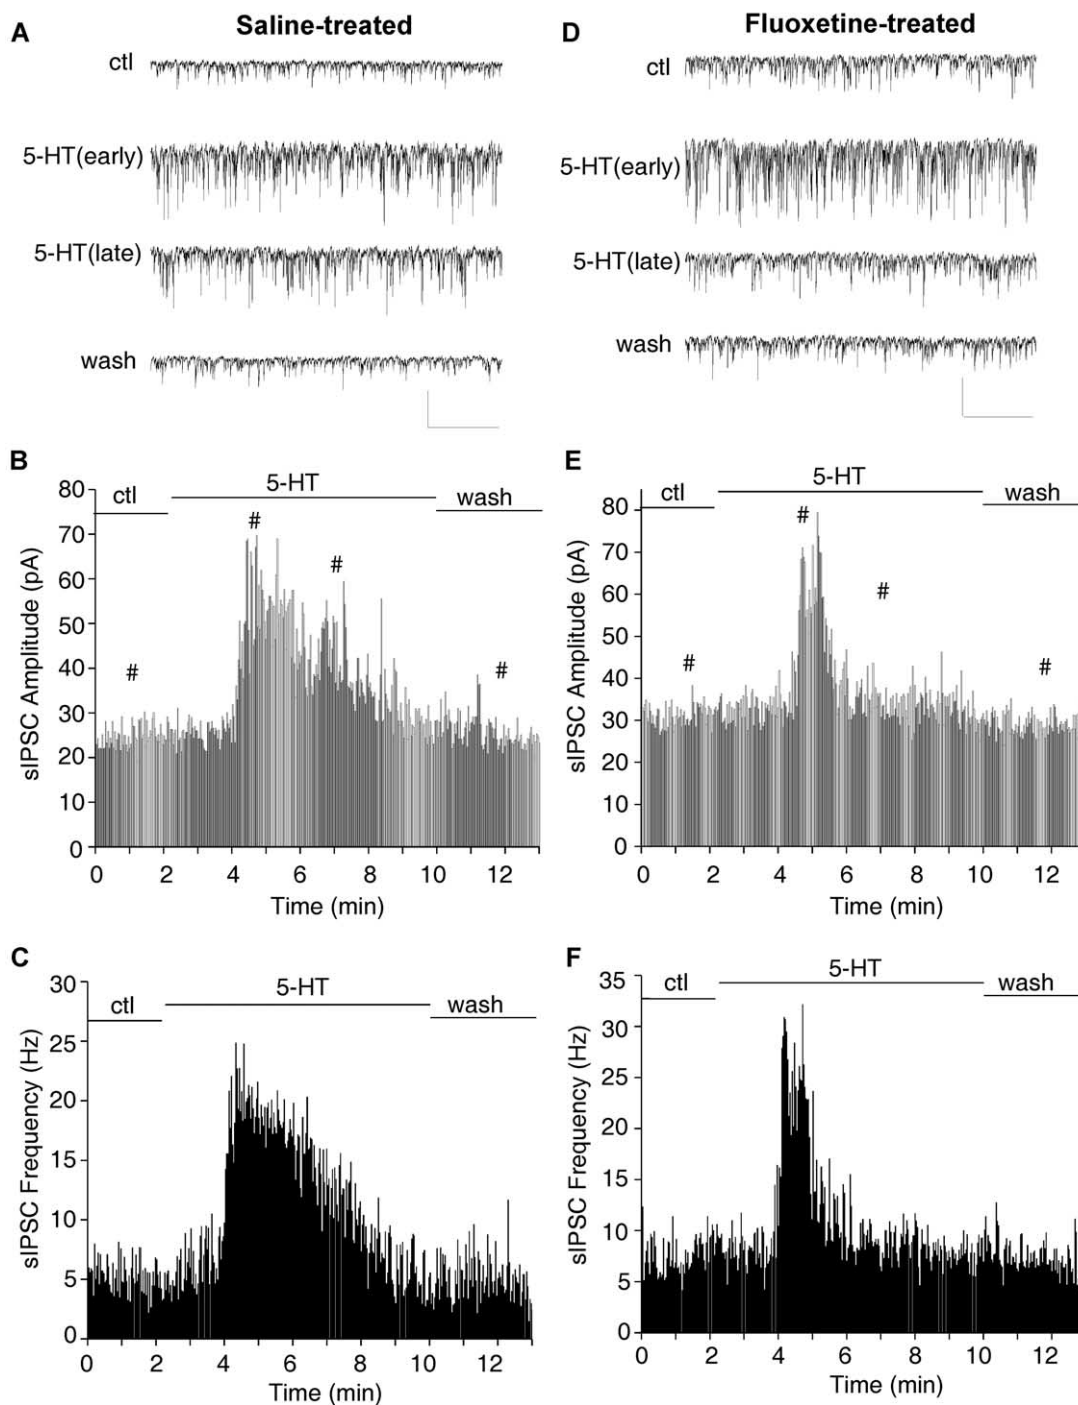 A Saline-treated
ctl
5-HT(early)
5-HT(late)
wash
D Fluoxetine-treated
ctl
5-HT(early)
5-HT(late)
wash
B
ctl 5-HT wash
80
70
60
50
40
30
20
10
0
# # # #
sIPSC Amplitude (pA)
0 2 4 6 8 10 12
Time (min)
E
ctl 5-HT wash
80
70
60
50
40
30
20
10
0
# # # #
sIPSC Amplitude (pA)
0 2 4 6 8 10 12
Time (min)
C
ctl 5-HT wash
30
25
20
15
10
5
0
sIPSC Frequency (Hz)
0 2 4 6 8 10 12
Time (min)
F
ctl 5-HT wash
35
30
25
20
15
10
5
0
sIPSC Frequency (Hz)
0 2 4 6 8 10 12
Time (min)